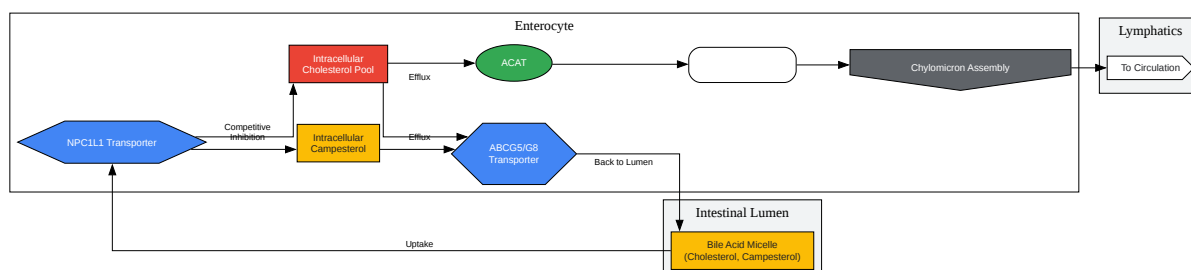 Enterocyte
Lymphatics
Intracellular
Cholesterol Pool
ACAT
Chylomicron Assembly
To Circulation
Efflux
NPC1L1 Transporter
Competitive
Inhibition
Intracellular
Campesterol
Efflux
ABCG5/G8
Transporter
Back to Lumen
Intestinal Lumen
Uptake
Bile Acid Micelle
(Cholesterol, Campesterol)